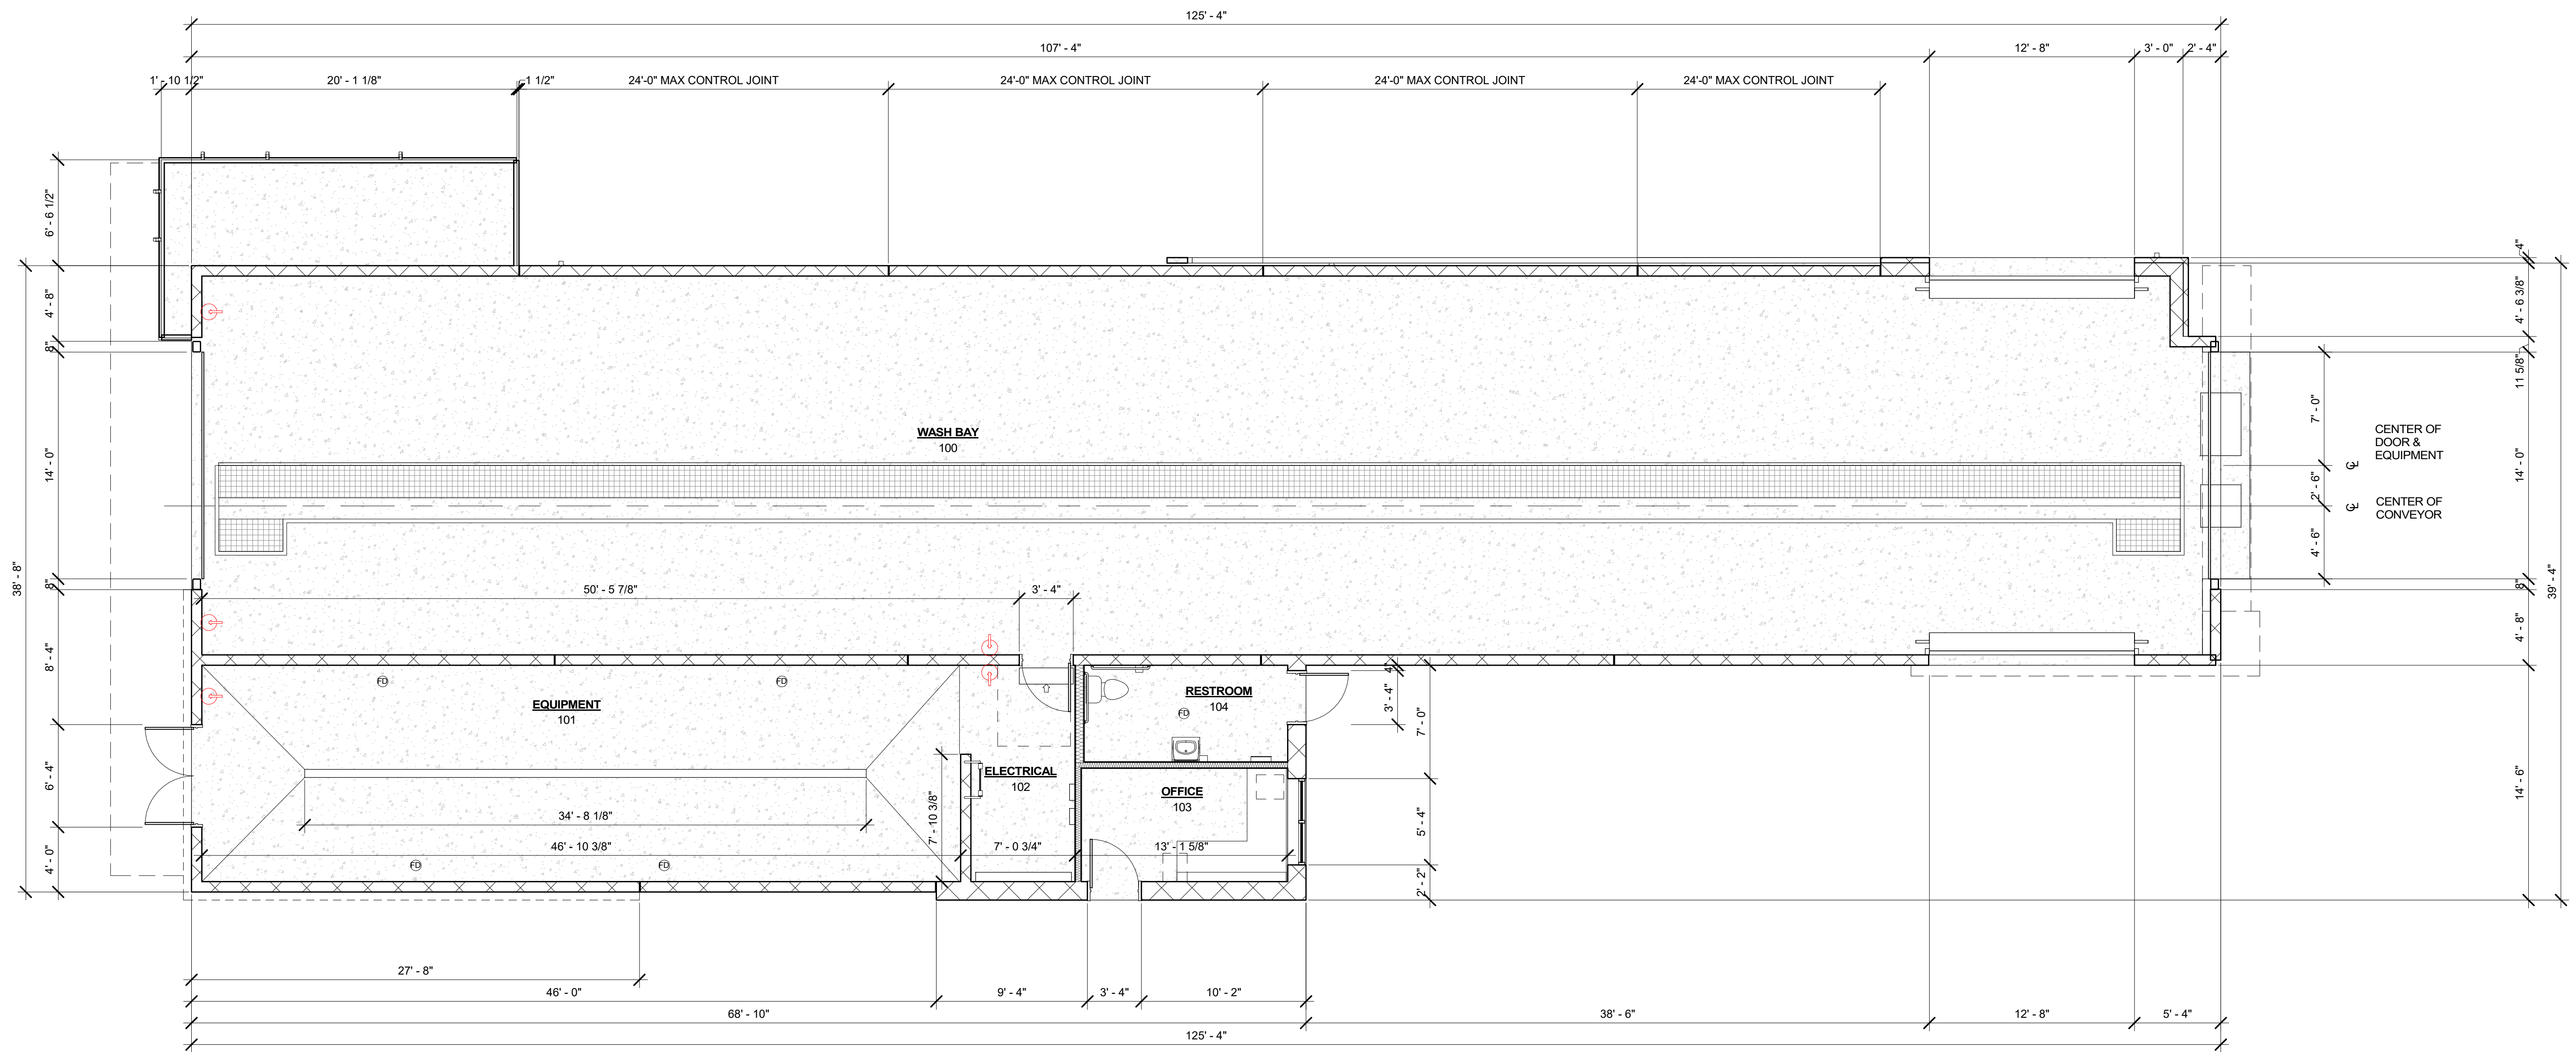 125' - 4"
107' - 4"
12' - 8"
3' - 0"
2' - 4"
1' - 10 1/2"
20' - 1 1/8"
1 1/2"
24'-0" MAX CONTROL JOINT
24'-0" MAX CONTROL JOINT
24'-0" MAX CONTROL JOINT
24'-0" MAX CONTROL JOINT
6' - 6 1/2"
4' - 8"
8"
14' - 0"
8"
8' - 4"
6' - 4"
4' - 0"
38' - 8"
4"
4' - 6 3/8"
11 5/8"
14' - 0"
8"
4' - 8"
14' - 6"
39' - 4"
7' - 0"
2' - 6"
4' - 6"
CENTER OF
DOOR &
EQUIPMENT
CENTER OF
CONVEYOR
WASH BAY
100
50' - 5 7/8"
3' - 4"
FD
FD
EQUIPMENT
101
RESTROOM
104
FD
4"
3' - 4"
7' - 0"
5' - 4"
2' - 2"
ELECTRICAL
102
OFFICE
103
7' - 10 3/8"
34' - 8 1/8"
46' - 10 3/8"
7' - 0 3/4"
13' - 1 5/8"
FD
FD
27' - 8"
46' - 0"
9' - 4"
3' - 4"
10' - 2"
68' - 10"
38' - 6"
12' - 8"
5' - 4"
125' - 4"